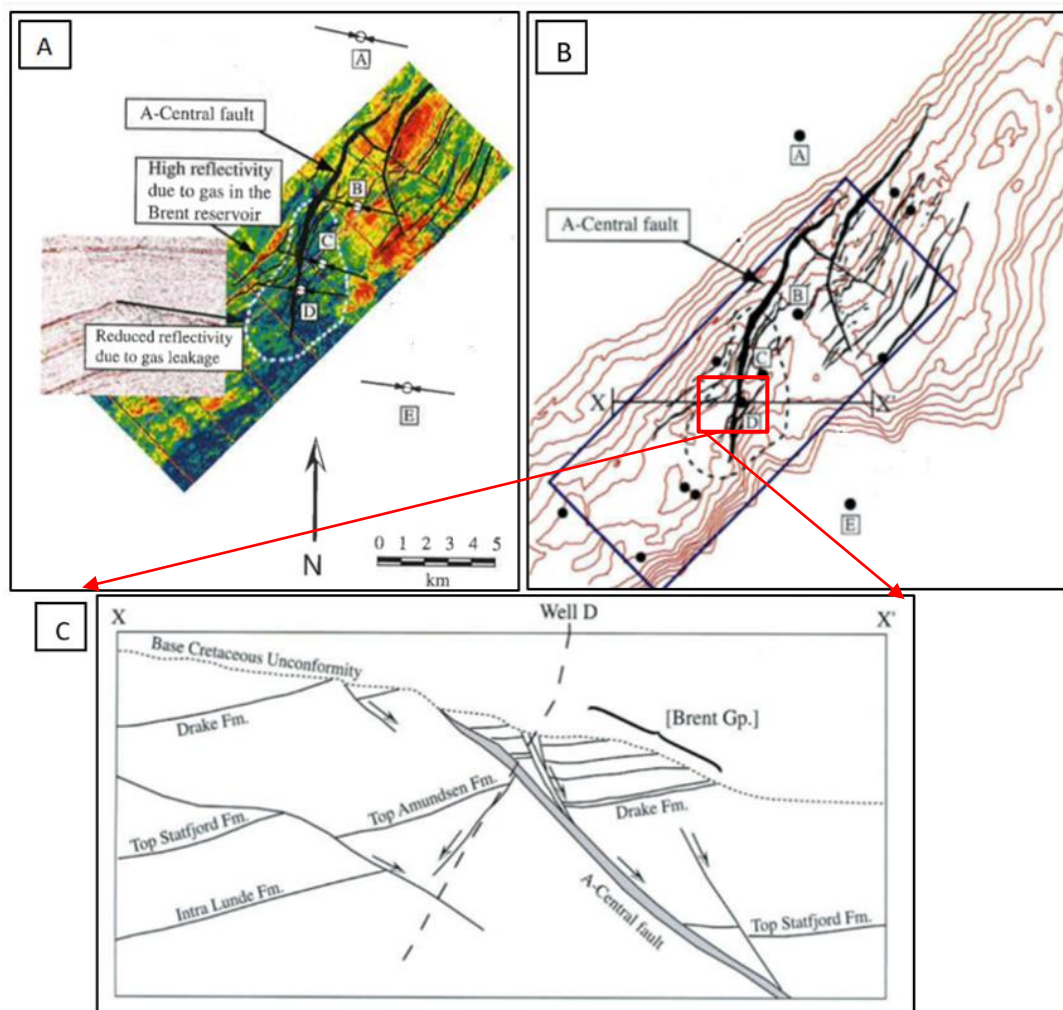 A
A
A-Central fault
High reflectivity
due to gas in the
Brent reservoir
B
C
D
Reduced reflectivity
due to gas leakage
E
N
0 1 2 3 4 5
km
B
A
A-Central fault
B
C
X
X'
D
E
C
X
Well D
X'
Base Cretaceous Unconformity
[Brent Gp.]
Drake Fm.
Top Amundsen Fm.
Drake Fm.
Top Statfjord Fm.
Intra Lunde Fm.
A-Central
fault
Top Statfjord Fm.